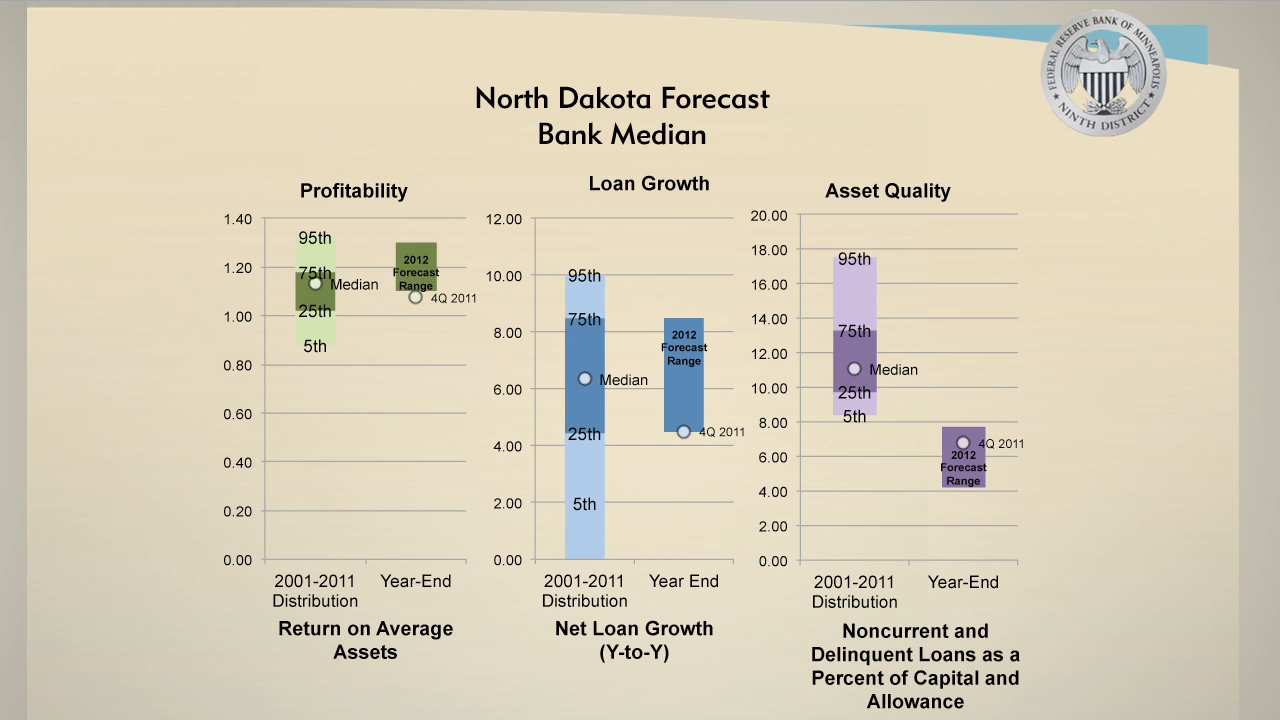 FEDERAL RESERVE BANK OF MINNEAPOLIS
★ NINTH DISTRICT ★
North Dakota Forecast
Bank Median
Profitability
1.40
1.20
1.00
0.80
0.60
0.40
0.20
0.00
95th
75th
Median
25th
5th
2012
Forecast
Range
4Q 2011
2001-2011
Distribution
Year-End
Return on Average
Assets
Loan Growth
12.00
10.00
8.00
6.00
4.00
2.00
0.00
95th
75th
Median
25th
5th
2012
Forecast
Range
4Q 2011
2001-2011
Distribution
Year End
Net Loan Growth
(Y-to-Y)
Asset Quality
20.00
18.00
16.00
14.00
12.00
10.00
8.00
6.00
4.00
2.00
0.00
95th
75th
Median
25th
5th
4Q 2011
2012
Forecast
Range
2001-2011
Distribution
Year-End
Noncurrent and
Delinquent Loans as a
Percent of Capital and
Allowance